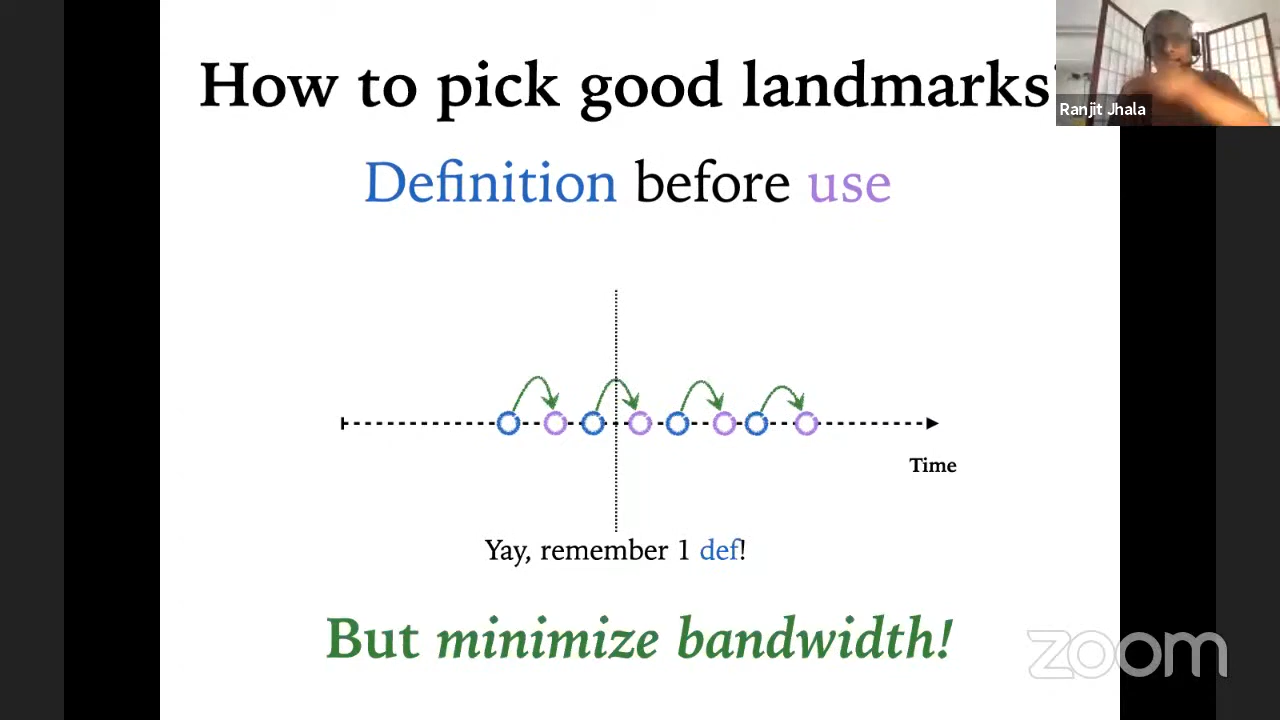 How to pick good landmarks
Ranjit Jhala
Definition before use
Time
Yay, remember 1 def!
But minimize bandwidth!
zoom